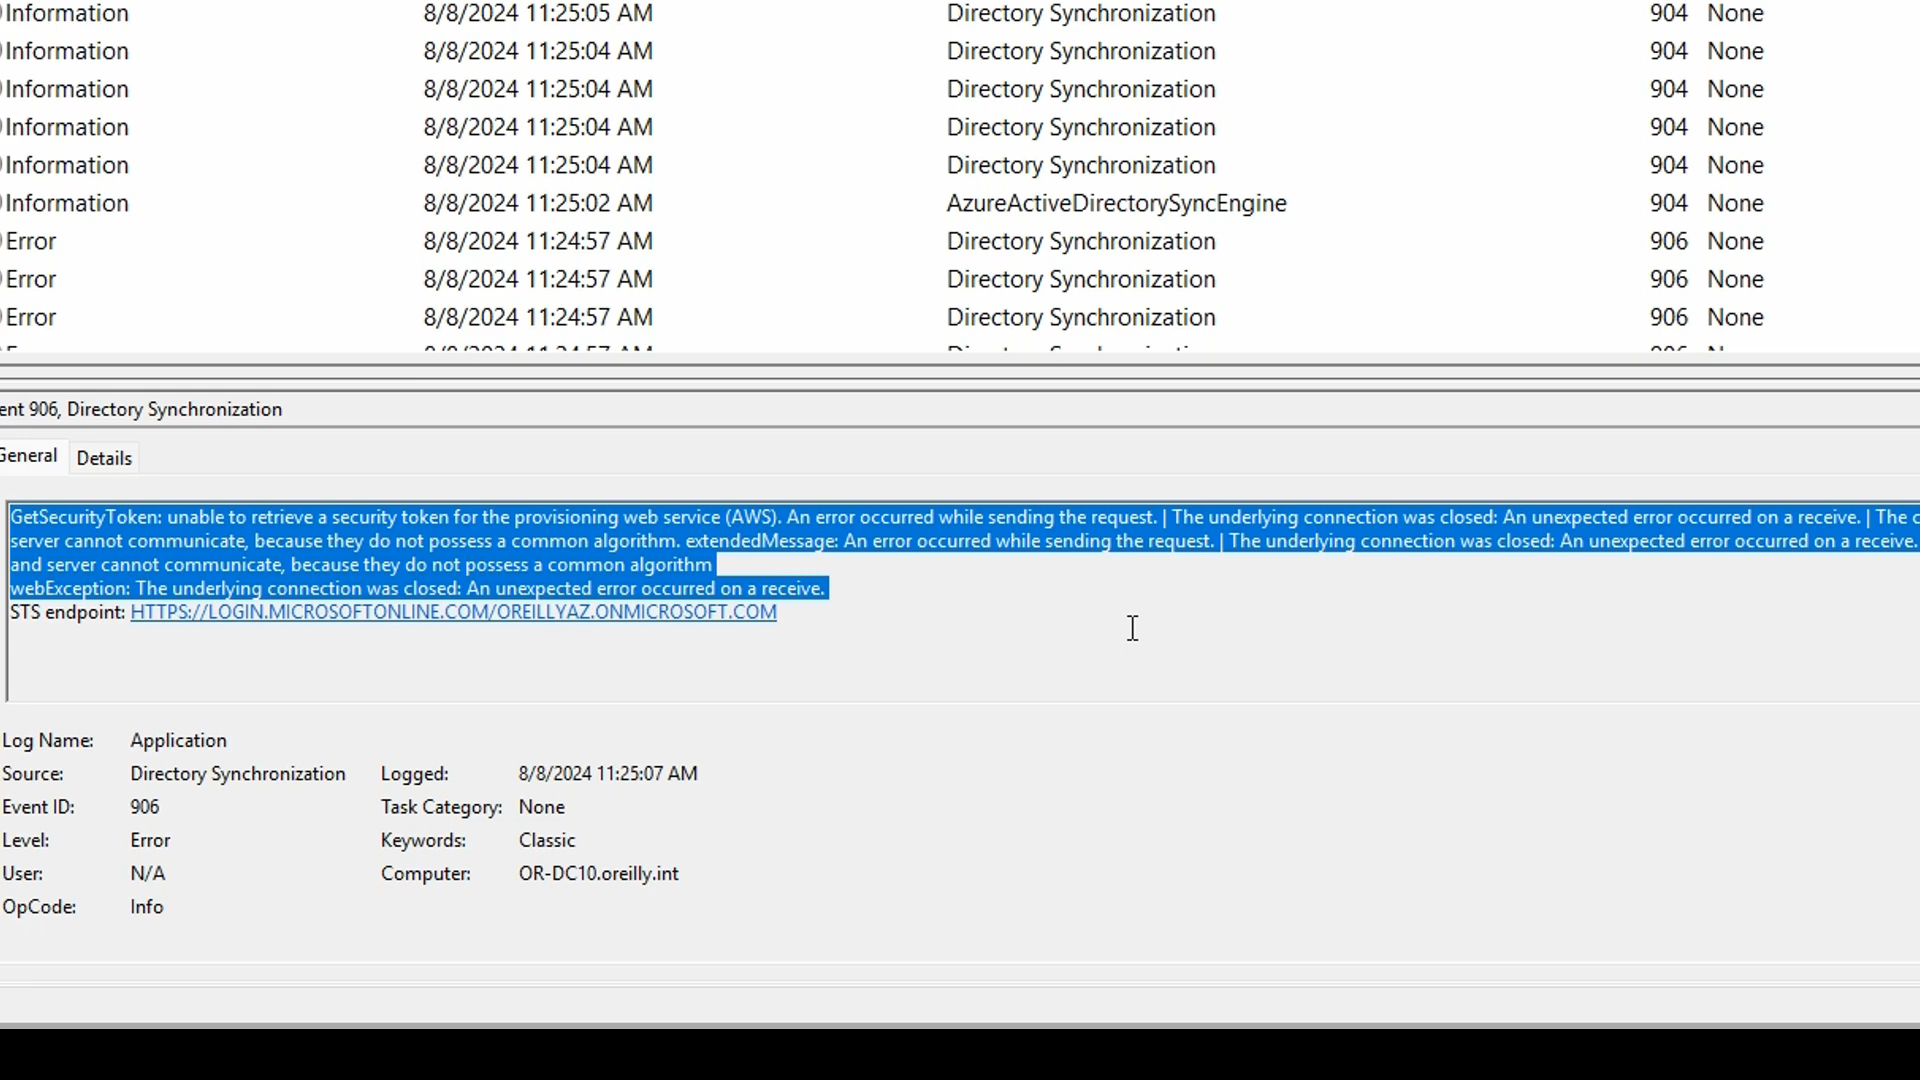 Information 8/8/2024 11:25:05 AM Directory Synchronization 904 None
Information 8/8/2024 11:25:04 AM Directory Synchronization 904 None
Information 8/8/2024 11:25:04 AM Directory Synchronization 904 None
Information 8/8/2024 11:25:04 AM Directory Synchronization 904 None
Information 8/8/2024 11:25:04 AM Directory Synchronization 904 None
Information 8/8/2024 11:25:02 AM AzureActiveDirectorySyncEngine 904 None
Error 8/8/2024 11:24:57 AM Directory Synchronization 906 None
Error 8/8/2024 11:24:57 AM Directory Synchronization 906 None
Error 8/8/2024 11:24:57 AM Directory Synchronization 906 None
ent 906, Directory Synchronization
General Details
GetSecurityToken: unable to retrieve a security token for the provisioning web service (AWS). An error occurred while sending the request. | The underlying connection was closed: An unexpected error occurred on a receive. | The c
server cannot communicate, because they do not possess a common algorithm. extendedMessage: An error occurred while sending the request. | The underlying connection was closed: An unexpected error occurred on a receive.
and server cannot communicate, because they do not possess a common algorithm
webException: The underlying connection was closed: An unexpected error occurred on a receive.
STS endpoint: HTTPS://LOGIN.MICROSOFTONLINE.COM/OREILLYAZ.ONMICROSOFT.COM
Log Name: Application
Source: Directory Synchronization Logged: 8/8/2024 11:25:07 AM
Event ID: 906 Task Category: None
Level: Error Keywords: Classic
User: N/A Computer: OR-DC10.oreilly.int
OpCode: Info